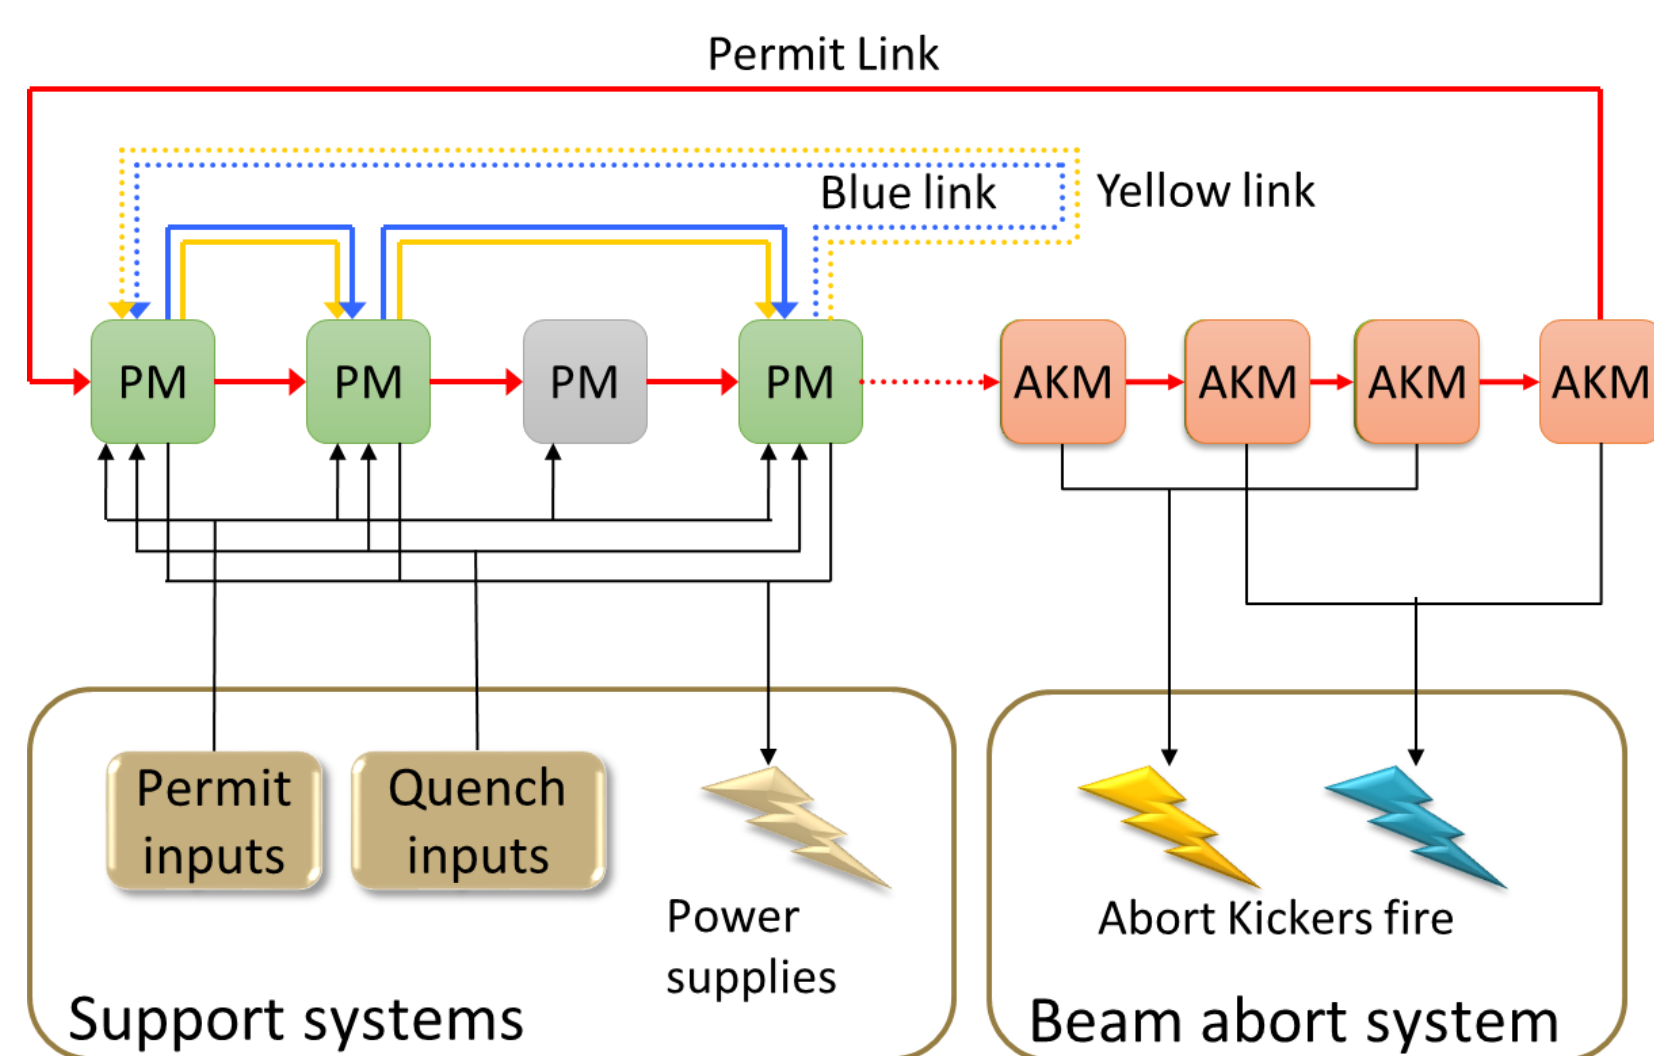 Permit Link
Blue link
Yellow link
PM
PM
PM
PM
AKM
AKM
AKM
AKM
Permit
inputs
Quench
inputs
Power
supplies
Abort Kickers fire
Support systems
Beam abort system